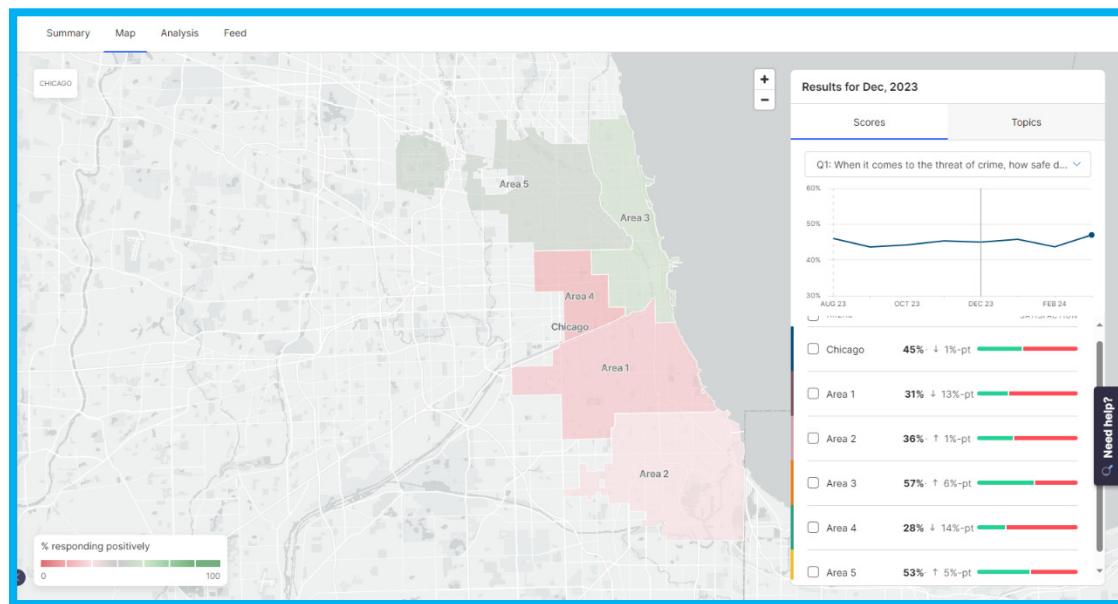 Summary Map Analysis Feed
CHICAGO
+
−
Area 5
Area 3
Area 4
Chicago
Area 1
Area 2
% responding positively
0 100
Results for Dec, 2023
Scores Topics
Q1: When it comes to the threat of crime, how safe d...
60%
50%
40%
30%
AUG 23 OCT 23 DEC 23 FEB 24
Chicago 45% ↓ 1%-pt
Area 1 31% ↓ 13%-pt
Area 2 36% ↑ 1%-pt
Area 3 57% ↑ 6%-pt
Area 4 28% ↓ 14%-pt
Area 5 53% ↑ 5%-pt
Need help?